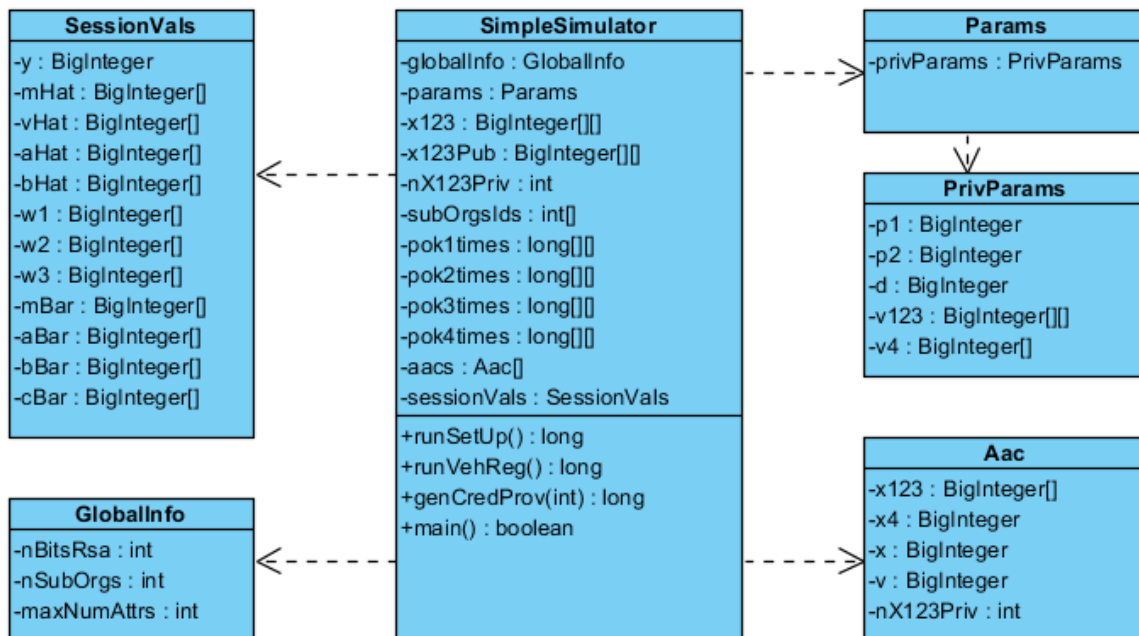 SessionVals
-y : BigInteger
-mHat : BigInteger[]
-vHat : BigInteger[]
-aHat : BigInteger[]
-bHat : BigInteger[]
-w1 : BigInteger[]
-w2 : BigInteger[]
-w3 : BigInteger[]
-mBar : BigInteger[]
-aBar : BigInteger[]
-bBar : BigInteger[]
-cBar : BigInteger[]
GlobalInfo
-nBitsRsa : int
-nSubOrgs : int
-maxNumAttrs : int
SimpleSimulator
-globalInfo : GlobalInfo
-params : Params
-x123 : BigInteger[][]
-x123Pub : BigInteger[][]
-nX123Priv : int
-subOrgsIds : int[]
-pok1times : long[][]
-pok2times : long[][]
-pok3times : long[][]
-pok4times : long[][]
-aacs : Aac[]
-sessionVals : SessionVals
+runSetUp() : long
+runVehReg() : long
+genCredProv(int) : long
+main() : boolean
Params
-privParams : PrivParams
PrivParams
-p1 : BigInteger
-p2 : BigInteger
-d : BigInteger
-v123 : BigInteger[][]
-v4 : BigInteger[]
Aac
-x123 : BigInteger[]
-x4 : BigInteger
-x : BigInteger
-v : BigInteger
-nX123Priv : int